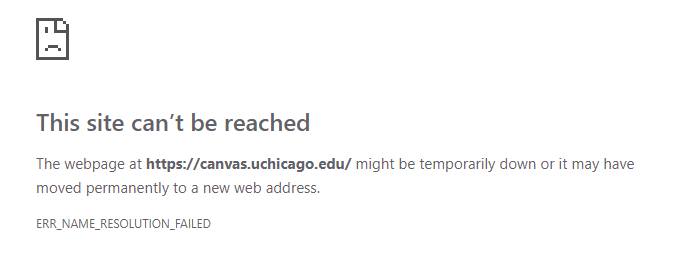 This site can’t be reached
The webpage at https://canvas.uchicago.edu/ might be temporarily down or it may have
moved permanently to a new web address.
ERR_NAME_RESOLUTION_FAILED